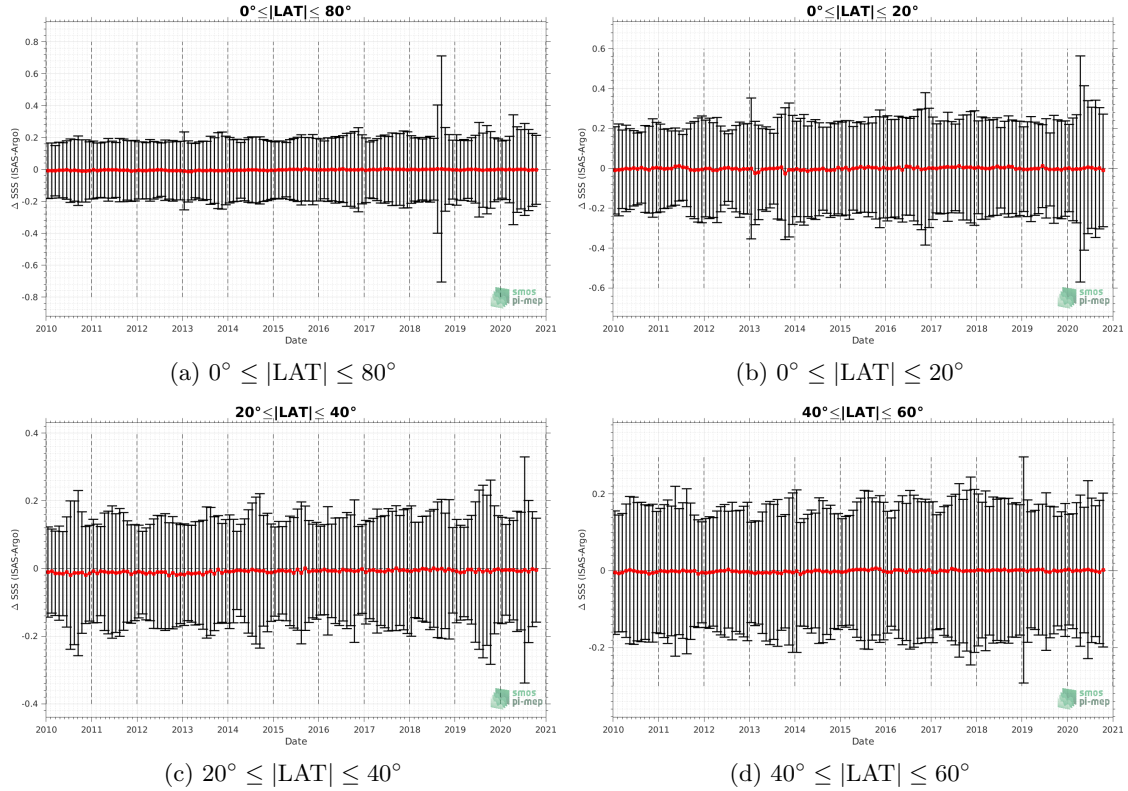 0°≤|LAT|≤ 80°
Δ SSS (ISAS-Argo)
0.8
0.6
0.4
0.2
0
-0.2
-0.4
-0.6
-0.8
smos
pi-mep
2010 2011 2012 2013 2014 2015 2016 2017 2018 2019 2020 2021
Date
(a) 0° ≤ |LAT| ≤ 80°
0°≤|LAT|≤ 20°
Δ SSS (ISAS-Argo)
0.6
0.4
0.2
0
-0.2
-0.4
-0.6
smos
pi-mep
2010 2011 2012 2013 2014 2015 2016 2017 2018 2019 2020 2021
Date
(b) 0° ≤ |LAT| ≤ 20°
20°≤|LAT|≤ 40°
Δ SSS (ISAS-Argo)
0.4
0.2
0
-0.2
-0.4
smos
pi-mep
2010 2011 2012 2013 2014 2015 2016 2017 2018 2019 2020 2021
Date
(c) 20° ≤ |LAT| ≤ 40°
40°≤|LAT|≤ 60°
Δ SSS (ISAS-Argo)
0.2
0
-0.2
smos
pi-mep
2010 2011 2012 2013 2014 2015 2016 2017 2018 2019 2020 2021
Date
(d) 40° ≤ |LAT| ≤ 60°